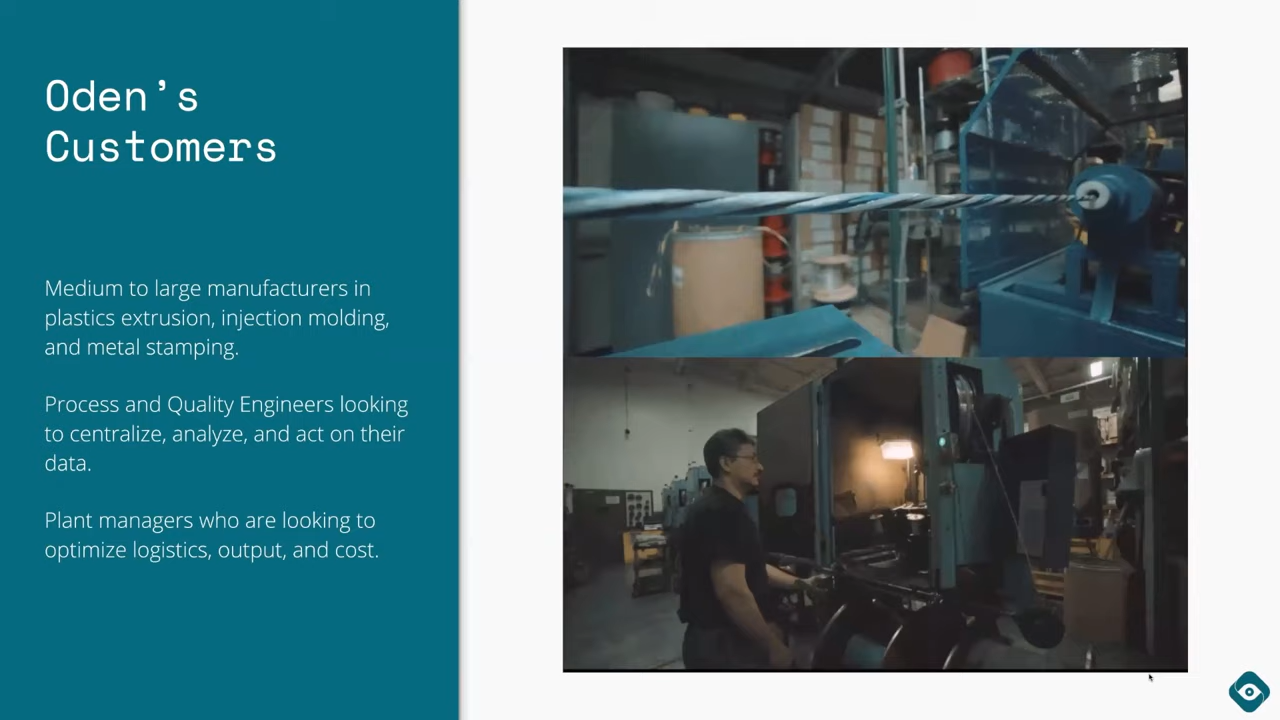 Oden's
Customers
Medium to large manufacturers in
plastics extrusion, injection molding,
and metal stamping.
Process and Quality Engineers looking
to centralize, analyze, and act on their
data.
Plant managers who are looking to
optimize logistics, output, and cost.